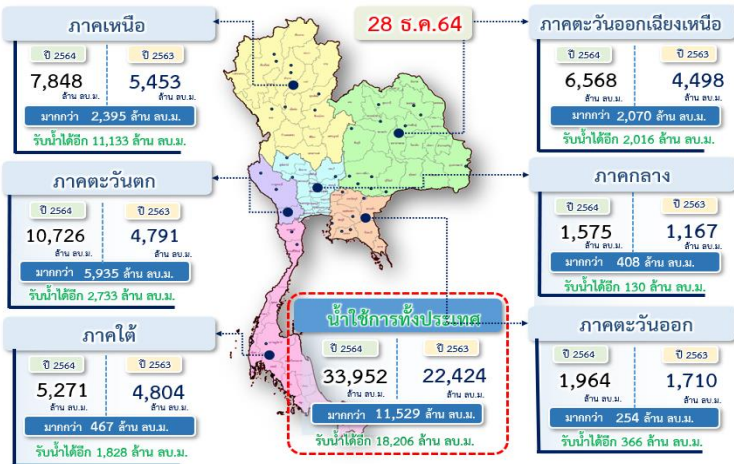 ภาคเหนือ
ปี 2564 ปี 2563
7,848 5,453
ล้าน ลบ.ม. ล้าน ลบ.ม.
มากกว่า 2,395 ล้าน ลบ.ม.
รับน้ำได้อีก 11,133 ล้าน ลบ.ม.
28 ธ.ค.64
ภาคตะวันออกเฉียงเหนือ
ปี 2564 ปี 2563
6,568 4,498
ล้าน ลบ.ม. ล้าน ลบ.ม.
มากกว่า 2,070 ล้าน ลบ.ม.
รับน้ำได้อีก 2,016 ล้าน ลบ.ม.
ภาคตะวันตก
ปี 2564 ปี 2563
10,726 4,791
ล้าน ลบ.ม. ล้าน ลบ.ม.
มากกว่า 5,935 ล้าน ลบ.ม.
รับน้ำได้อีก 2,733 ล้าน ลบ.ม.
ภาคกลาง
ปี 2564 ปี 2563
1,575 1,167
ล้าน ลบ.ม. ล้าน ลบ.ม.
มากกว่า 408 ล้าน ลบ.ม.
รับน้ำได้อีก 130 ล้าน ลบ.ม.
ภาคใต้
ปี 2564 ปี 2563
5,271 4,804
ล้าน ลบ.ม. ล้าน ลบ.ม.
มากกว่า 467 ล้าน ลบ.ม.
รับน้ำได้อีก 1,828 ล้าน ลบ.ม.
น้ำใช้การทั้งประเทศ
ปี 2564 ปี 2563
33,952 22,424
ล้าน ลบ.ม. ล้าน ลบ.ม.
มากกว่า 11,529 ล้าน ลบ.ม.
รับน้ำได้อีก 18,206 ล้าน ลบ.ม.
ภาคตะวันออก
ปี 2564 ปี 2563
1,964 1,710
ล้าน ลบ.ม. ล้าน ลบ.ม.
มากกว่า 254 ล้าน ลบ.ม.
รับน้ำได้อีก 366 ล้าน ลบ.ม.